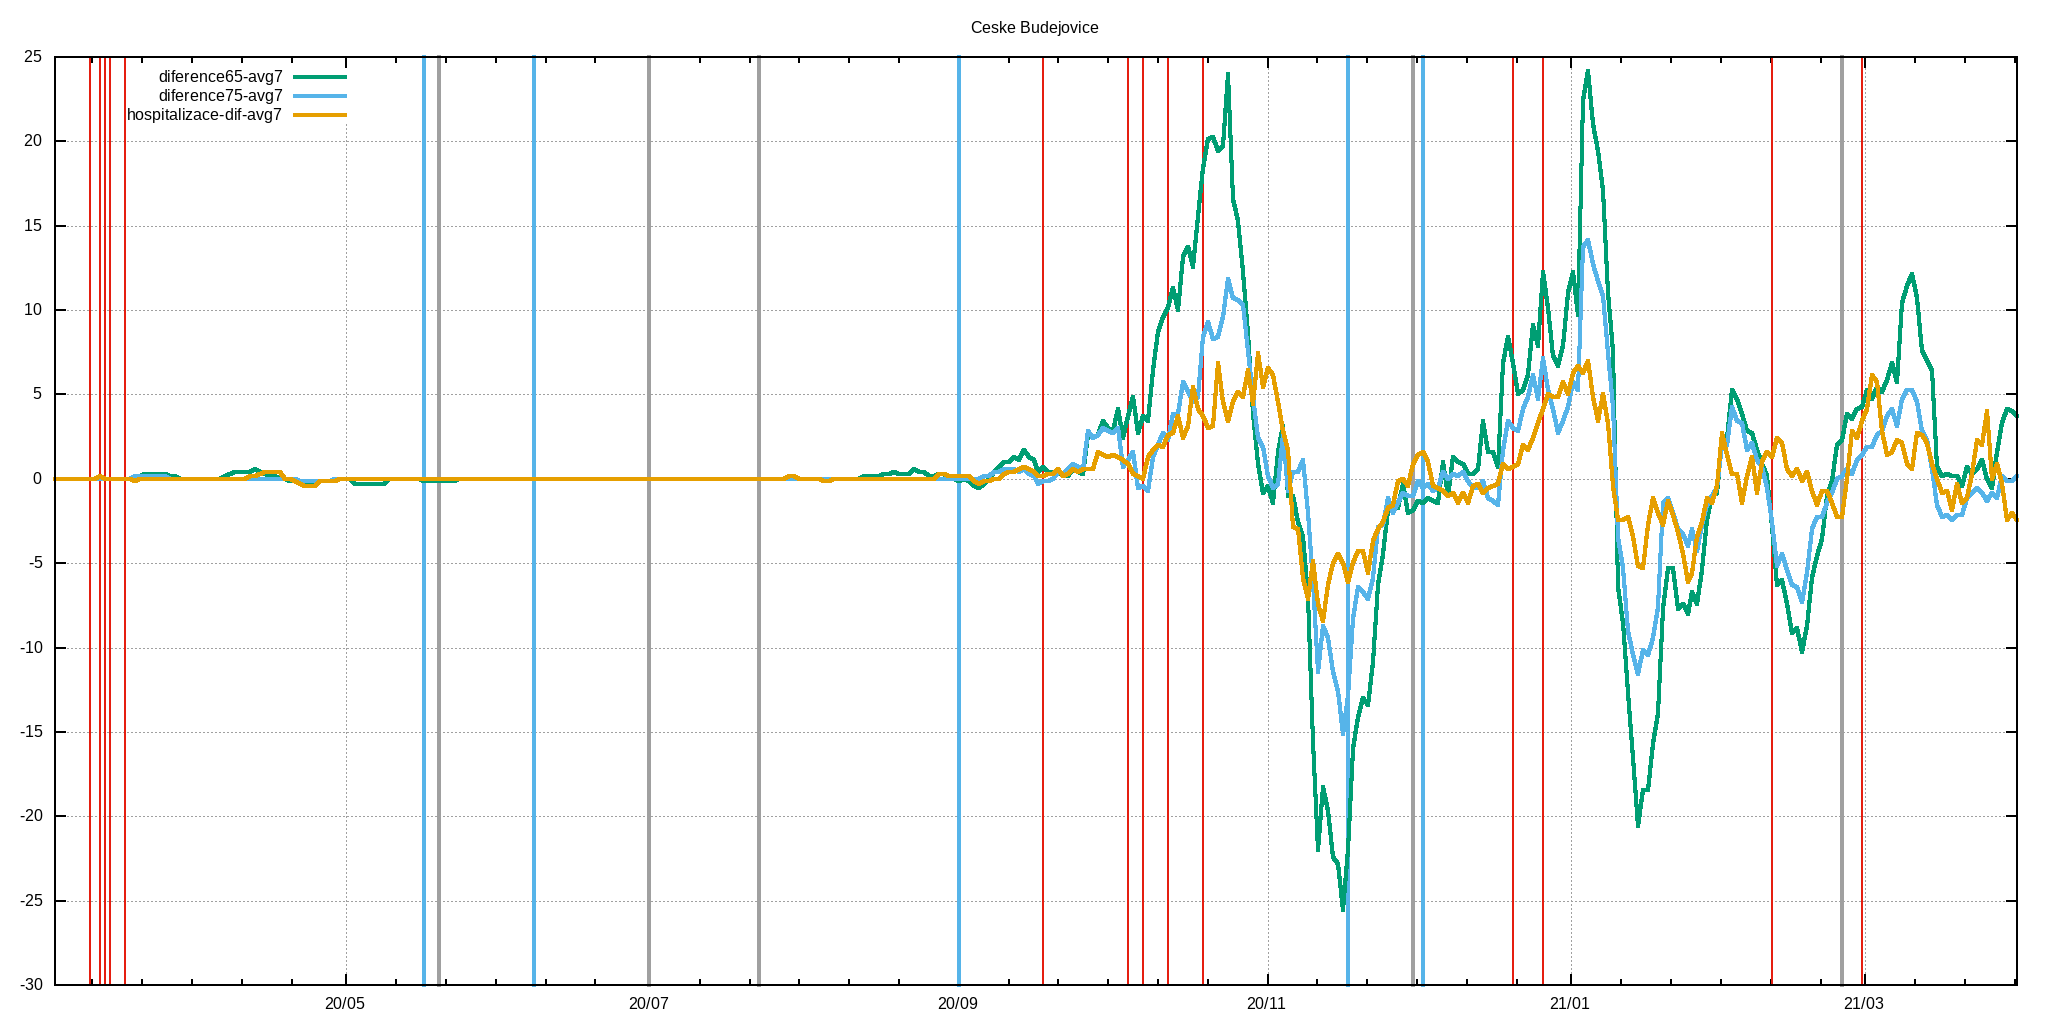 Ceske Budejovice
25
20
15
10
5
0
-5
-10
-15
-20
-25
-30
diference65-avg7
diference75-avg7
hospitalizace-dif-avg7
20/05 20/07 20/09 20/11 21/01 21/03